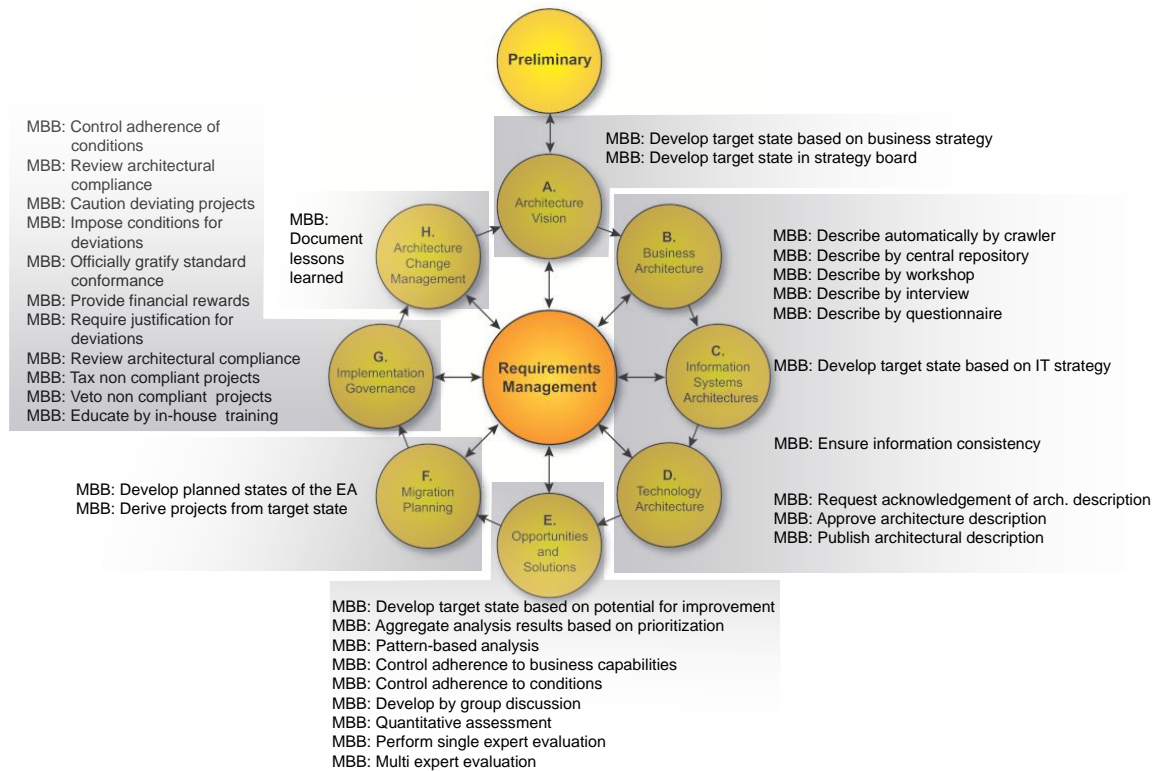 Preliminary
MBB: Develop target state based on business strategy
MBB: Develop target state in strategy board
A.
Architecture
Vision
MBB: Control adherence of
conditions
MBB: Review architectural
compliance
MBB: Caution deviating projects
MBB: Impose conditions for
deviations
MBB: Officially gratify standard
conformance
MBB: Provide financial rewards
MBB: Require justification for
deviations
MBB: Review architectural compliance
MBB: Tax non compliant projects
MBB: Veto non compliant projects
MBB: Educate by in-house training
MBB:
Document
lessons
learned
H.
Architecture
Change
Management
B.
Business
Architecture
MBB: Describe automatically by crawler
MBB: Describe by central repository
MBB: Describe by workshop
MBB: Describe by interview
MBB: Describe by questionnaire
G.
Implementation
Governance
Requirements
Management
C.
Information
Systems
Architectures
MBB: Develop target state based on IT strategy
MBB: Ensure information consistency
MBB: Develop planned states of the EA
MBB: Derive projects from target state
F.
Migration
Planning
D.
Technology
Architecture
MBB: Request acknowledgement of arch. description
MBB: Approve architecture description
MBB: Publish architectural description
E.
Opportunities
and
Solutions
MBB: Develop target state based on potential for improvement
MBB: Aggregate analysis results based on prioritization
MBB: Pattern-based analysis
MBB: Control adherence to business capabilities
MBB: Control adherence to conditions
MBB: Develop by group discussion
MBB: Quantitative assessment
MBB: Perform single expert evaluation
MBB: Multi expert evaluation